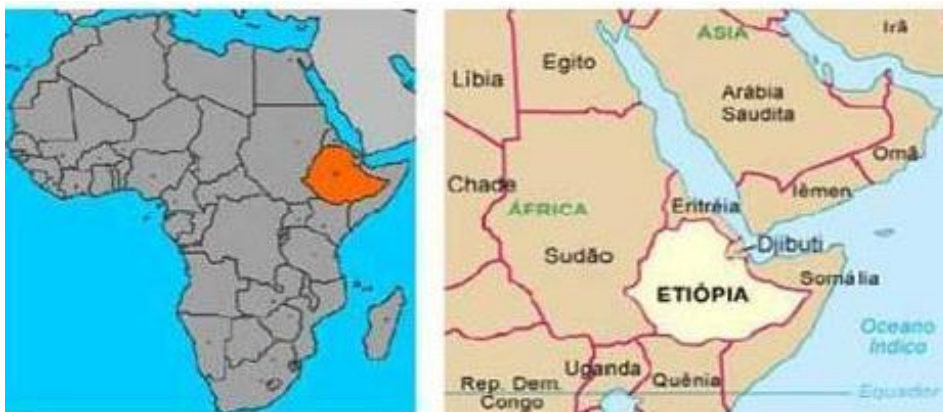 ÁSIA
Irã
Egito
Líbia
Arábia
Saudita
Omã
Chade
Iêmen
ÁFRICA
Eritréia
Djibuti
Sudão
Somália
ETIÓPIA
Oceano
Índico
Uganda
Quênia
Rep. Dem.
Congo
Equador